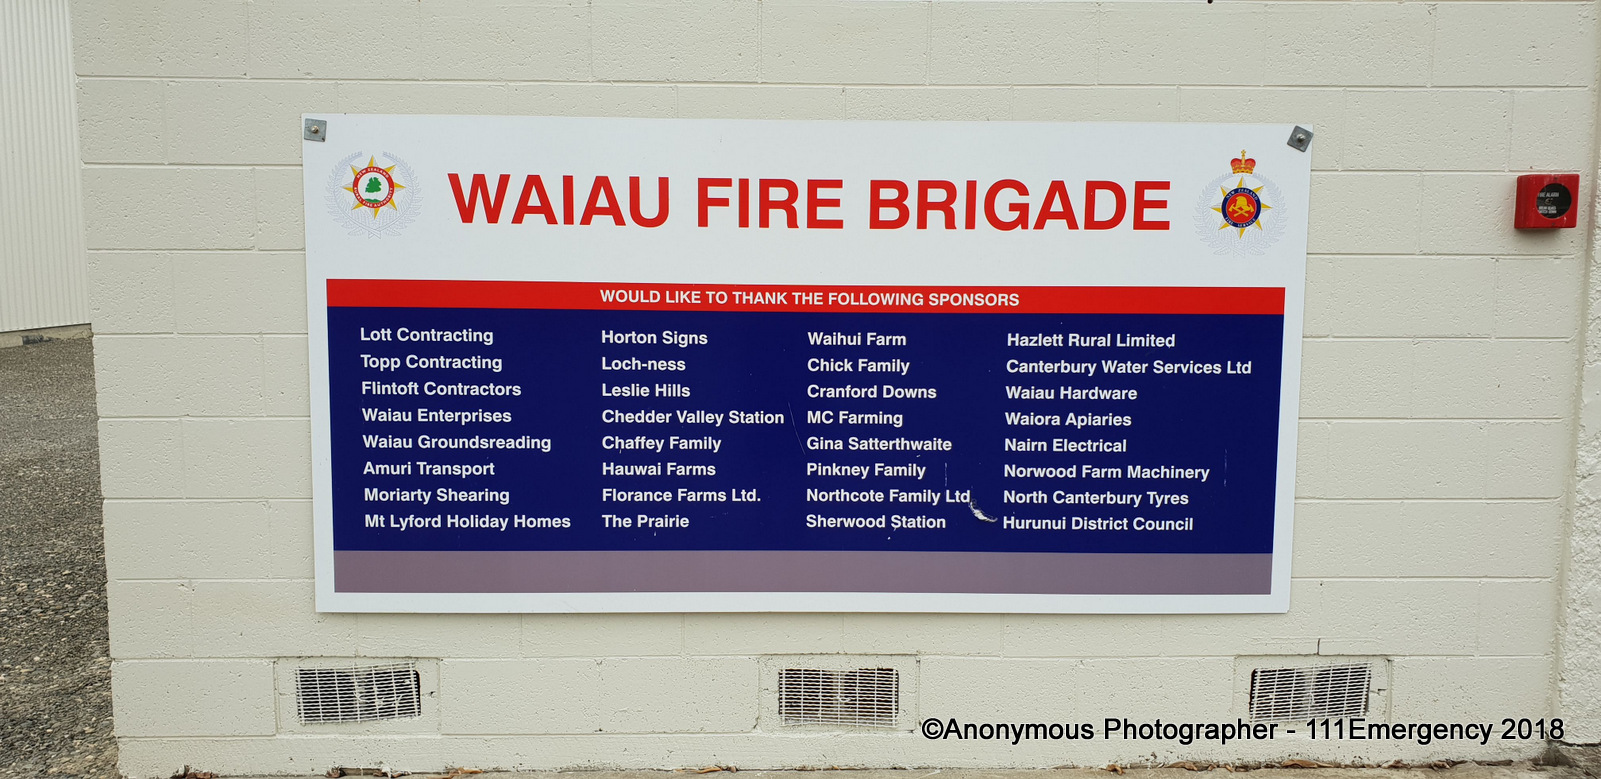 WAIAU FIRE BRIGADE
WOULD LIKE TO THANK THE FOLLOWING SPONSORS
Lott Contracting
Topp Contracting
Flintoft Contractors
Waiau Enterprises
Waiau Groundsreading
Amuri Transport
Moriarty Shearing
Mt Lyford Holiday Homes
Horton Signs
Loch-ness
Leslie Hills
Chedder Valley Station
Chaffey Family
Hauwai Farms
Florance Farms Ltd.
The Prairie
Waihui Farm
Chick Family
Cranford Downs
MC Farming
Gina Satterthwaite
Pinkney Family
Northcote Family Ltd
Sherwood Station
Hazlett Rural Limited
Canterbury Water Services Ltd
Waiau Hardware
Waiora Apiaries
Nairn Electrical
Norwood Farm Machinery
North Canterbury Tyres
Hurunui District Council
FIRE ALARM
©Anonymous Photographer - 111Emergency 2018